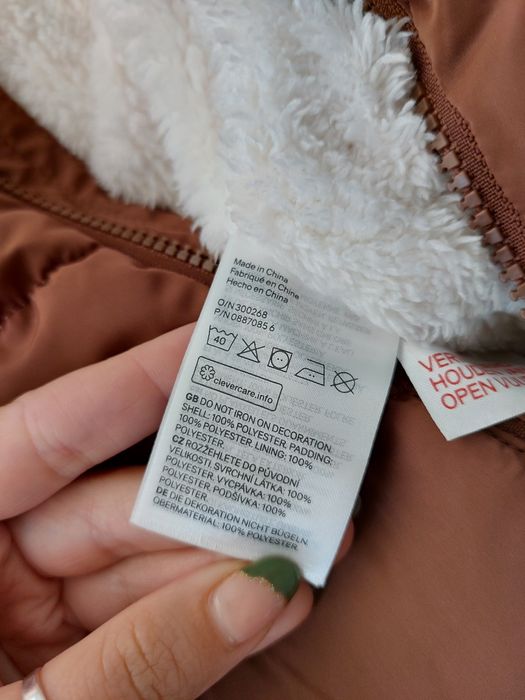 Made in China
Fabriqué en Chine
Hecho en China
O/N 300268
P/N 0887085 6
40
clevercare.info
GB DO NOT IRON ON DECORATION.
SHELL: 100% POLYESTER. PADDING:
100% POLYESTER. LINING: 100%
POLYESTER.
CZ ROZŽEHLETE DO PŮVODNÍ
VELIKOSTI. SVRCHNÍ LÁTKA: 100%
POLYESTER. VYCPÁVKA: 100%
POLYESTER. PODŠÍVKA: 100%
POLYESTER.
DE DIE DEKORATION NICHT BÜGELN.
OBERMATERIAL: 100% POLYESTER.
VER
HOUD
OPEN VUUR